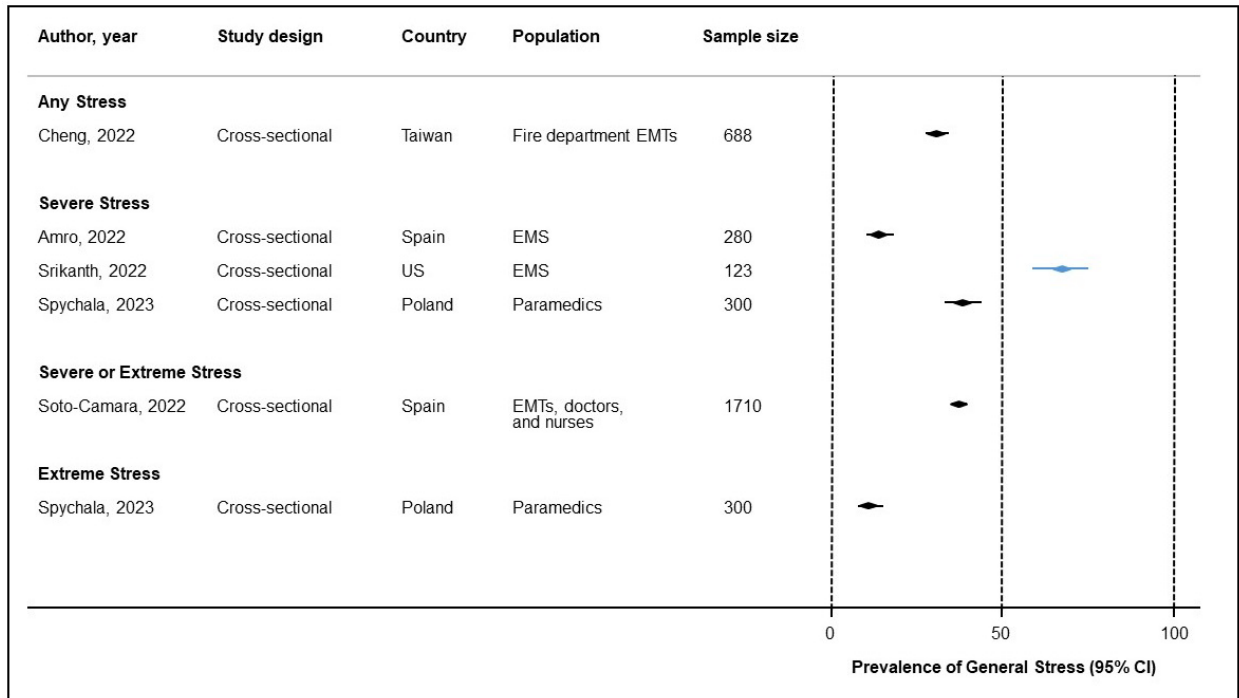 Author, year Study design Country Population Sample size
Any Stress
Cheng, 2022 Cross-sectional Taiwan Fire department EMTs 688
Severe Stress
Amro, 2022 Cross-sectional Spain EMS 280
Srikanth, 2022 Cross-sectional US EMS 123
Spychala, 2023 Cross-sectional Poland Paramedics 300
Severe or Extreme Stress
Soto-Camara, 2022 Cross-sectional Spain EMTs, doctors, 1710
and nurses
Extreme Stress
Spychala, 2023 Cross-sectional Poland Paramedics 300
0 50 100
Prevalence of General Stress (95% CI)